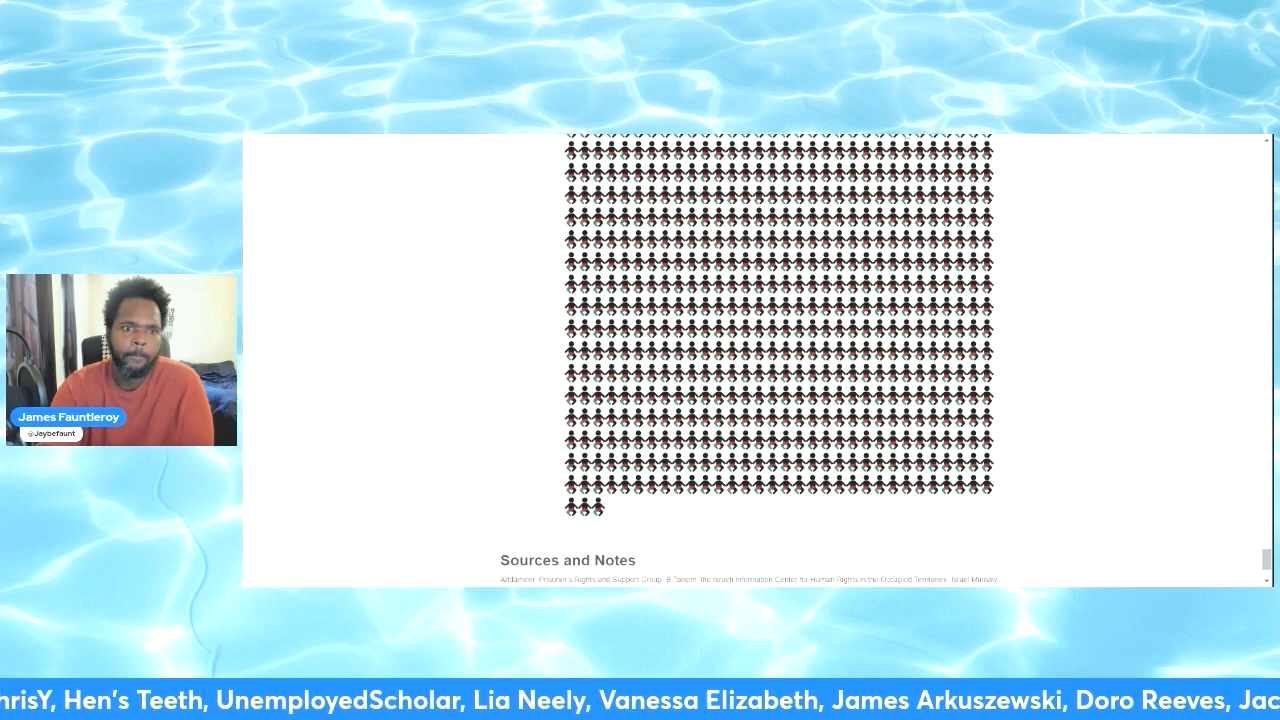 James Fauntleroy
@Jaybefaunt
Sources and Notes
Addameer Prisoner's Rights and Support Group B'Tselem The Israeli Information Center for Human Rights in the Occupied Territories Israel Ministry
hrisY, Hen's Teeth, UnemployedScholar, Lia Neely, Vanessa Elizabeth, James Arkuszewski, Doro Reeves, Jac